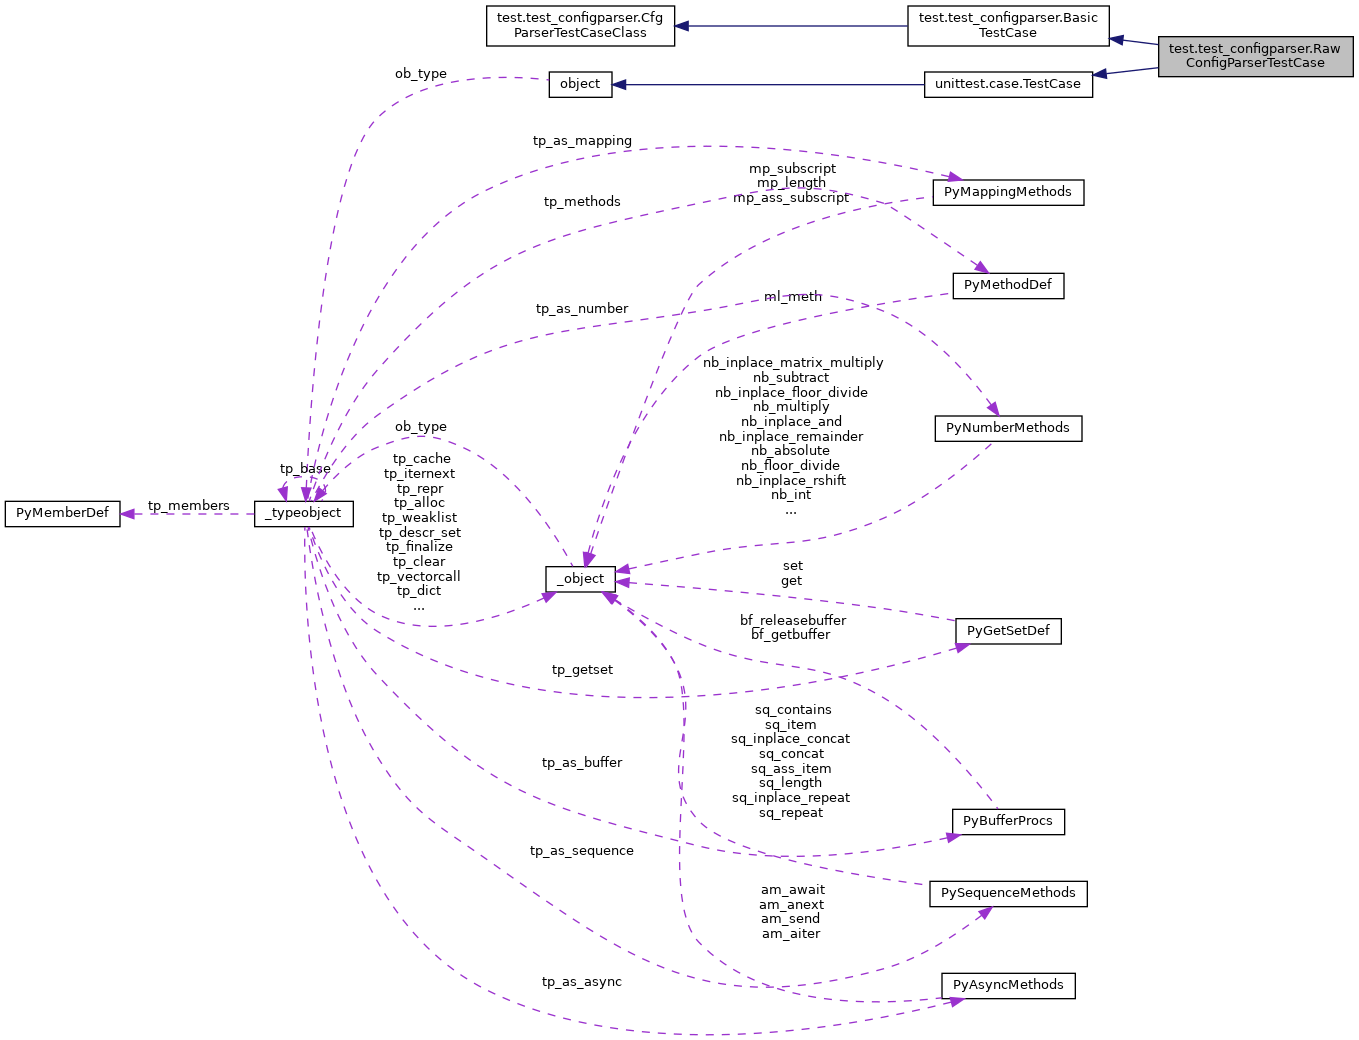 test.test_configparser.Cfg
ParserTestCaseClass
test.test_configparser.Basic
TestCase
test.test_configparser.Raw
ConfigParserTestCase
ob_type
object
unittest.case.TestCase
tp_as_mapping
mp_subscript
mp_length
mp_ass_subscript
PyMappingMethods
tp_methods
PyMethodDef
ml_meth
tp_as_number
nb_inplace_matrix_multiply
nb_subtract
nb_inplace_floor_divide
nb_multiply
nb_inplace_and
nb_inplace_remainder
nb_absolute
nb_floor_divide
nb_inplace_rshift
nb_int
...
PyNumberMethods
ob_type
tp_cache
tp_iternext
tp_repr
tp_alloc
tp_weaklist
tp_descr_set
tp_finalize
tp_clear
tp_vectorcall
tp_dict
...
tp_base
PyMemberDef
tp_members
_typeobject
_object
set
get
PyGetSetDef
bf_releasebuffer
bf_getbuffer
tp_getset
sq_contains
sq_item
sq_inplace_concat
sq_concat
sq_ass_item
sq_length
sq_inplace_repeat
sq_repeat
tp_as_buffer
PyBufferProcs
tp_as_sequence
PySequenceMethods
am_await
am_anext
am_send
am_aiter
tp_as_async
PyAsyncMethods